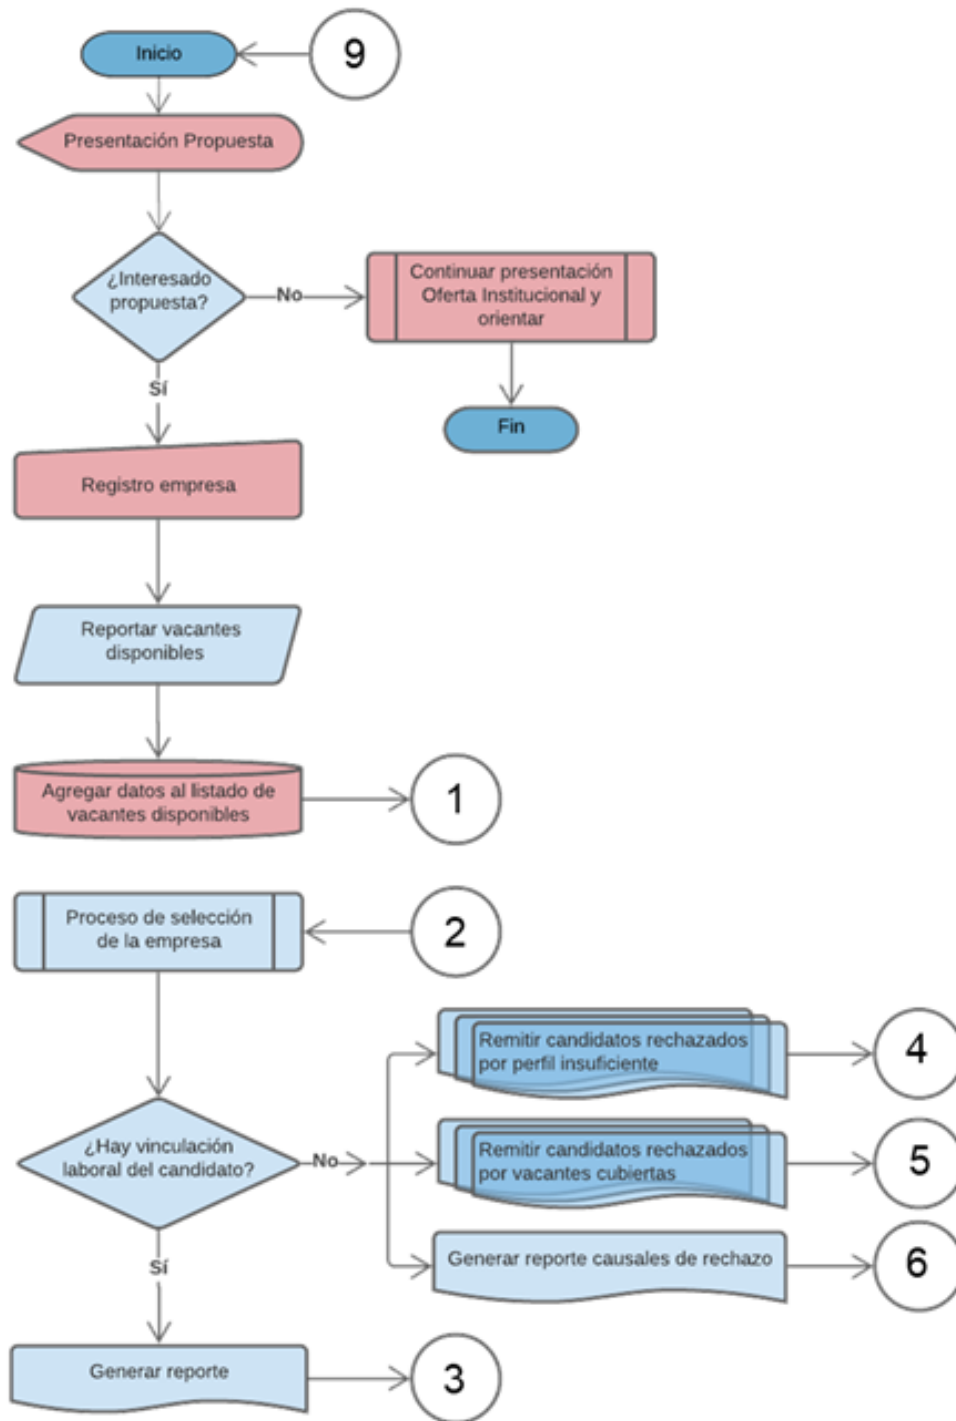 Inicio
9
Presentación Propuesta
¿Interesado
propuesta?
No
Continuar presentación
Oferta Institucional y
orientar
Sí
Fin
Registro empresa
Reportar vacantes
disponibles
Agregar datos al listado de
vacantes disponibles
1
Proceso de selección
de la empresa
2
Remitir candidatos rechazados
por perfil insuficiente
4
¿Hay vinculación
laboral del candidato?
No
Remitir candidatos rechazados
por vacantes cubiertas
5
Generar reporte causales de rechazo
6
Sí
Generar reporte
3